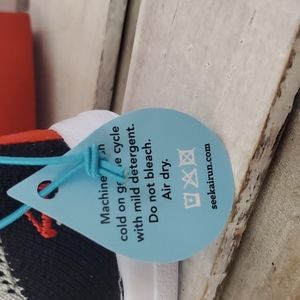 Machine
cold on cycle
with mild detergent.
Do not bleach.
Air dry.
seekairun.com